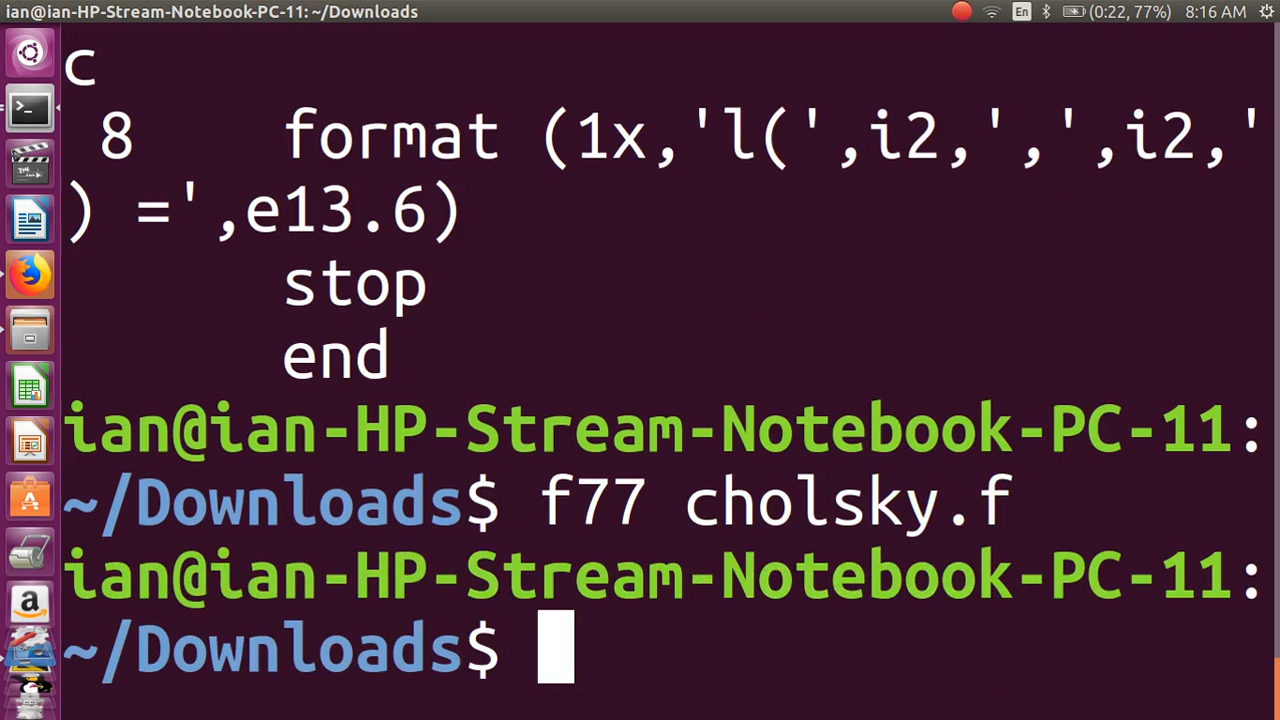 ian@ian-HP-Stream-Notebook-PC-11: ~/Downloads
En
(0:22, 77%)
8:16 AM
c
8 format (1x,'l(',i2,',',i2,'
) =',e13.6)
stop
end
ian@ian-HP-Stream-Notebook-PC-11:
~/Downloads$ f77 cholsky.f
ian@ian-HP-Stream-Notebook-PC-11:
~/Downloads$
a